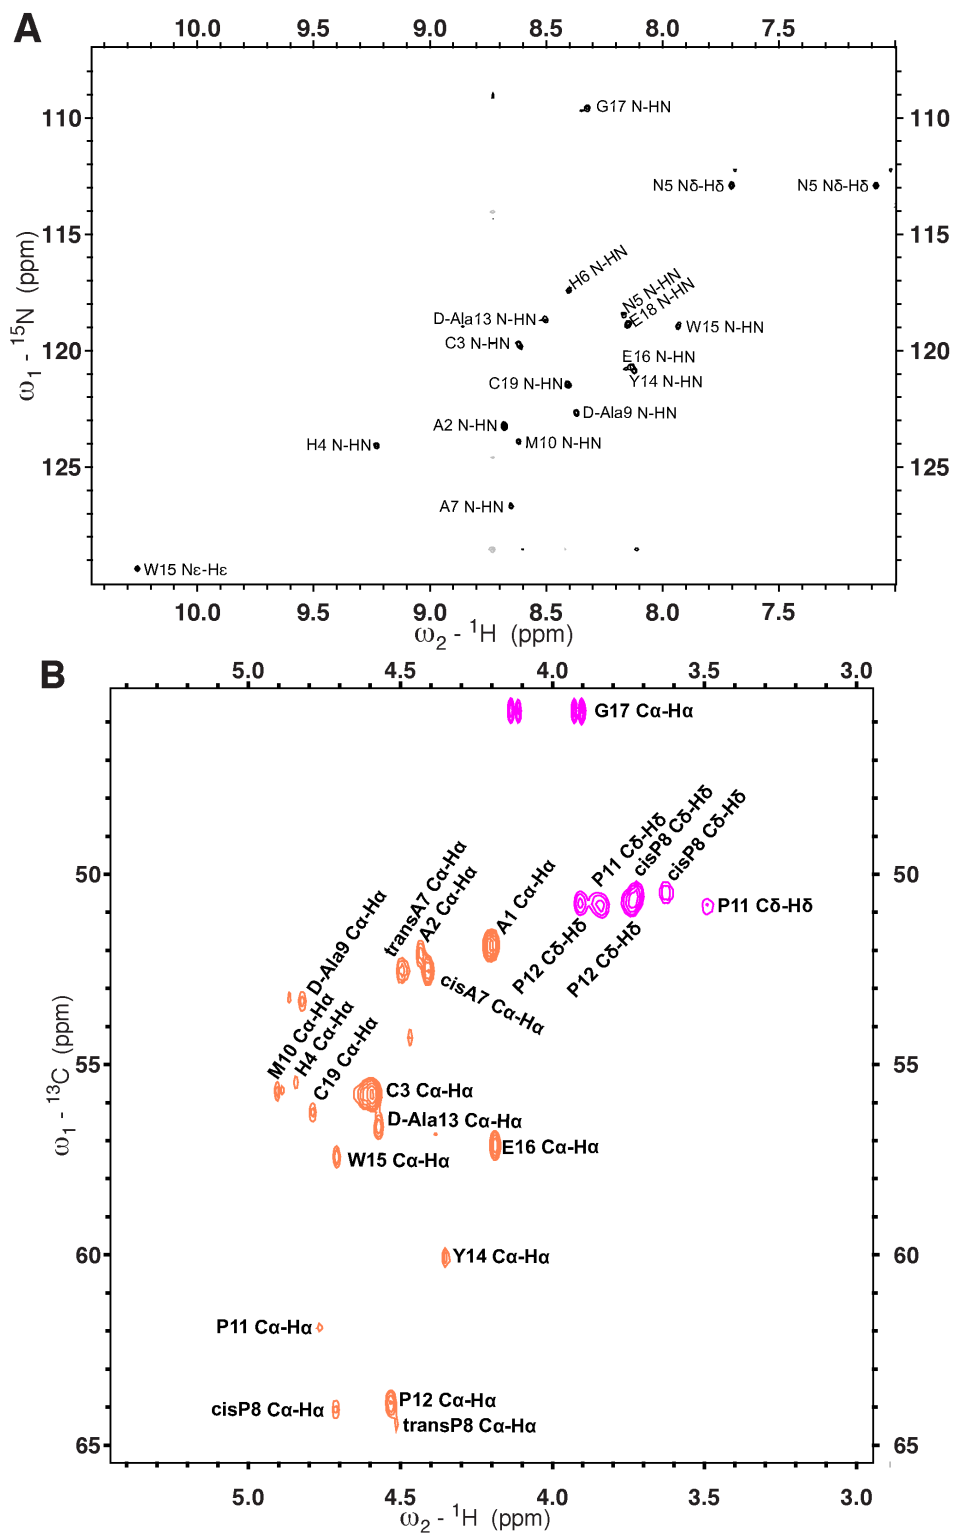 A
10.0 9.5 9.0 8.5 8.0 7.5
G17 N-HN
110 110
N5 Nδ-Hδ N5 Nδ-Hδ
115 115
H6 N-HN
N5 N-HN
E18 N-HN
D-Ala13 N-HN
W15 N-HN
C3 N-HN
120 120
E16 N-HN
Y14 N-HN
C19 N-HN
D-Ala9 N-HN
A2 N-HN
M10 N-HN
H4 N-HN
125 125
A7 N-HN
W15 Nε-Hε
ω1 - 15N (ppm)
10.0 9.5 9.0 8.5 8.0 7.5
ω2 - 1H (ppm)
B
5.0 4.5 4.0 3.5 3.0
G17 Cα-Hα
P11 Cδ-Hδ
cisP8 Cδ-Hδ
cisP8 Cδ-Hδ
50 50
P11 Cδ-Hδ
P12 Cδ-Hδ
P12 Cδ-Hδ
transA7 Cα-Hα
A2 Cα-Hα
A1 Cα-Hα
D-Ala9 Cα-Hα
cisA7 Cα-Hα
M10 Cα-Hα
H4 Cα-Hα
C19 Cα-Hα
55 55
C3 Cα-Hα
D-Ala13 Cα-Hα
E16 Cα-Hα
W15 Cα-Hα
60 60
Y14 Cα-Hα
P11 Cα-Hα
P12 Cα-Hα
cisP8 Cα-Hα
transP8 Cα-Hα
65 65
ω1 - 13C (ppm)
5.0 4.5 4.0 3.5 3.0
ω2 - 1H (ppm)